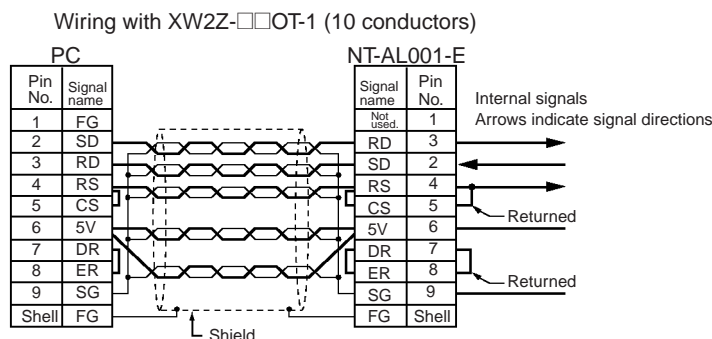 Wiring with XW2Z-□□OT-1 (10 conductors)
PC
NT-AL001-E
Pin No. Signal name
1 FG
2 SD
3 RD
4 RS
5 CS
6 5V
7 DR
8 ER
9 SG
Shell FG
Signal name Pin No.
Not used. 1
RD 3
SD 2
RS 4
CS 5
5V 6
DR 7
ER 8
SG 9
FG Shell
Internal signals
Arrows indicate signal directions
Returned
Returned
Shield